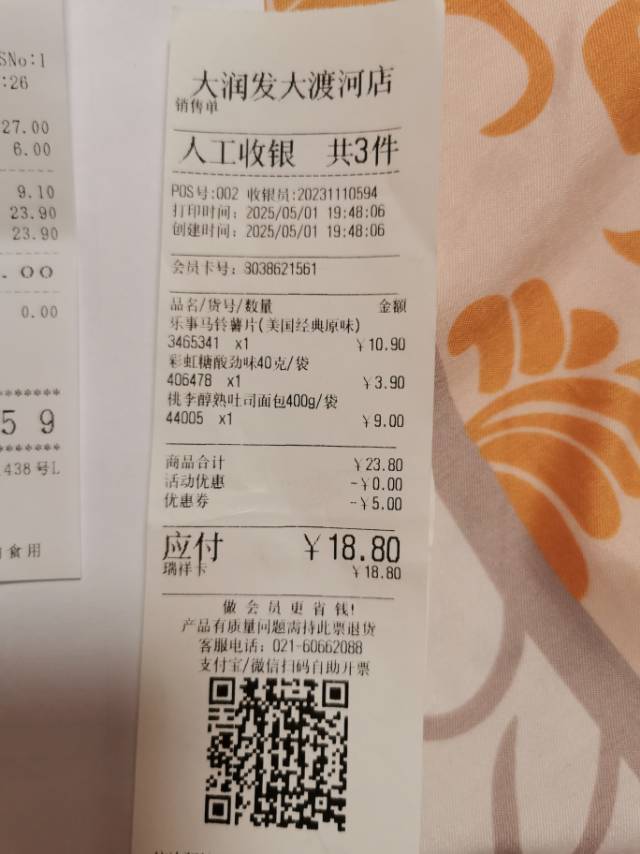 SNo:1
:26
27.00
6.00
9.10
23.90
23.90
.00
0.00
*******
5 9
*******
438号L
食用
大润发大渡河店
销售单
人工收银 共3件
POS号:002 收银员:20231110594
打印时间: 2025/05/01 19:48:06
创建时间: 2025/05/01 19:48:06
会员卡号: 8038621561
品名/货号/数量 金额
乐事马铃薯片(美国经典原味)
3465341 x1 ￥10.90
彩虹糖酸劲味40克/袋
406478 x1 ￥3.90
桃李醇熟吐司面包400g/袋
44005 x1 ￥9.00
商品合计 ￥23.80
活动优惠 -￥0.00
优惠券 -￥5.00
应付 ￥18.80
瑞祥卡 ￥18.80
做会员更省钱!
产品有质量问题需持此票退货
客服电话: 021-60662088
支付宝/微信扫码自助开票